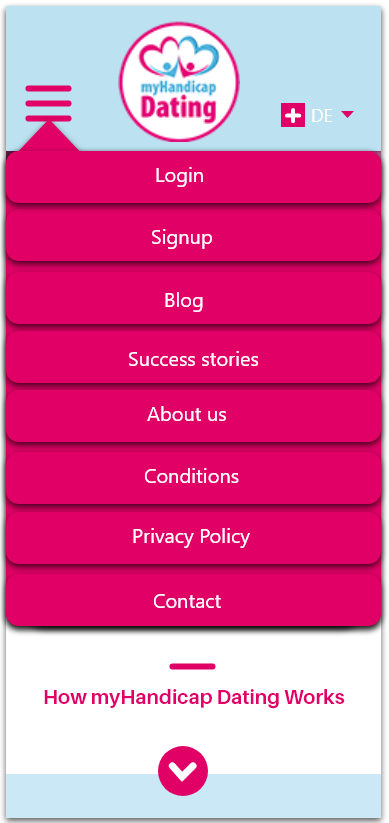 myHandicap
Dating
DE
Login
Signup
Blog
Success stories
About us
Conditions
Privacy Policy
Contact
How myHandicap Dating Works